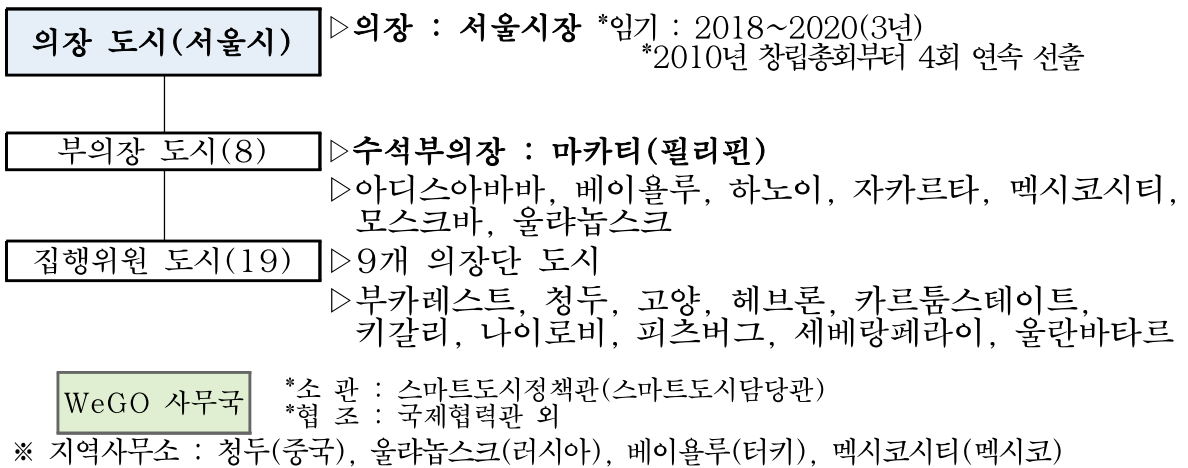 의장 도시(서울시)
▷의장 : 서울시장 *임기 : 2018~2020(3년)
*2010년 창립총회부터 4회 연속 선출
부의장 도시(8)
▷수석부의장 : 마카티(필리핀)
▷아디스아바바, 베이욜루, 하노이, 자카르타, 멕시코시티,
모스크바, 울랴놉스크
집행위원 도시(19)
▷9개 의장단 도시
▷부카레스트, 청두, 고양, 헤브론, 카르툼스테이트,
키갈리, 나이로비, 피츠버그, 세베랑페라이, 울란바타르
WeGO 사무국
*소 관 : 스마트도시정책관(스마트도시담당관)
*협 조 : 국제협력관 외
※ 지역사무소 : 청두(중국), 울랴놉스크(러시아), 베이욜루(터키), 멕시코시티(멕시코)